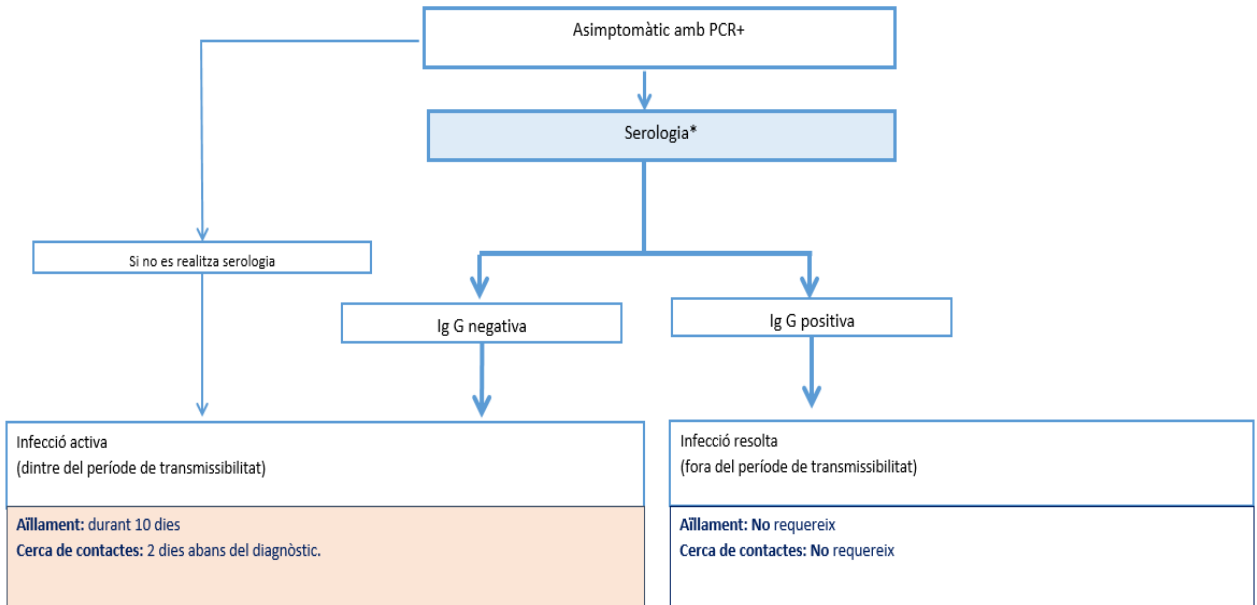 Asimptomàtic amb PCR+
Serologia*
Si no es realitza serologia
Ig G negativa
Ig G positiva
Infecció activa
(dintre del període de transmissibilitat)
Aïllament: durant 10 dies
Cerca de contactes: 2 dies abans del diagnòstic.
Infecció resolta
(fora del període de transmissibilitat)
Aïllament: No requereix
Cerca de contactes: No requereix